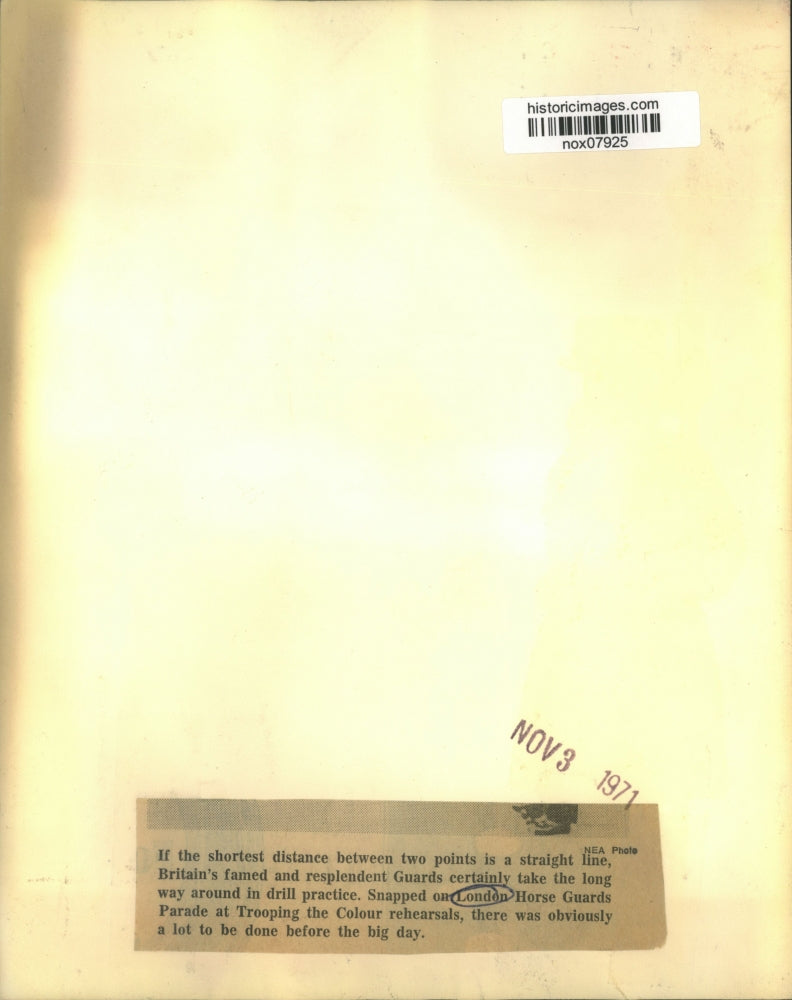 historicimages.com
nox07925
NOV 3 1971
NEA Photo
If the shortest distance between two points is a straight line,
Britain's famed and resplendent Guards certainly take the long
way around in drill practice. Snapped on London Horse Guards
Parade at Trooping the Colour rehearsals, there was obviously
a lot to be done before the big day.